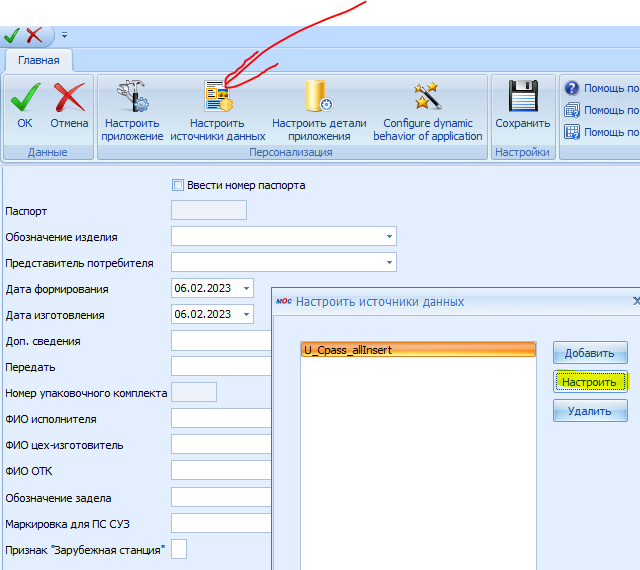 Главная
ОК
Отмена
Настроить приложение
Настроить источники данных
Настроить детали приложения
Configure dynamic behavior of application
Сохранить
Помощь по
Помощь по
Помощь по
Данные
Персонализация
Настройки
Ввести номер паспорта
Паспорт
Обозначение изделия
Представитель потребителя
Дата формирования 06.02.2023
Дата изготовления 06.02.2023
Доп. сведения
Передать
Номер упаковочного комплекта
ФИО исполнителя
ФИО цех-изготовитель
ФИО ОТК
Обозначение задела
Маркировка для ПС СУЗ
Признак "Зарубежная станция"
МОС Настроить источники данных
U_Cpass_allInsert
Добавить
Настроить
Удалить